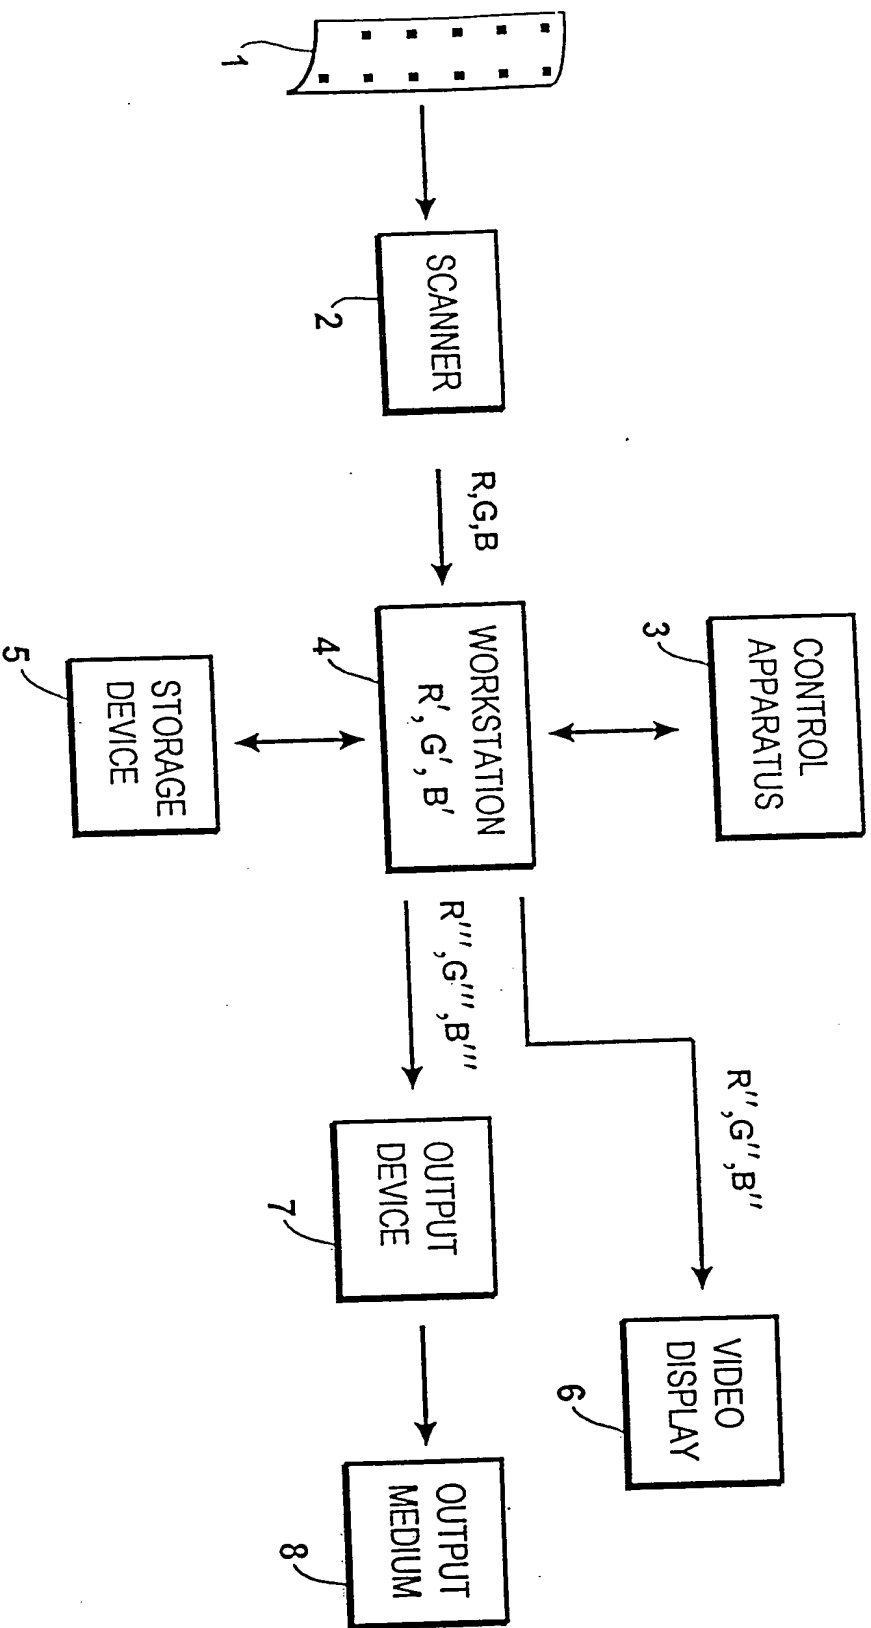 1
SCANNER
2
R,G,B
CONTROL
APPARATUS
3
WORKSTATION
R',G',B'
4
STORAGE
DEVICE
5
R'',G'',B''
VIDEO
DISPLAY
6
R''',G''',B'''
OUTPUT
DEVICE
7
OUTPUT
MEDIUM
8